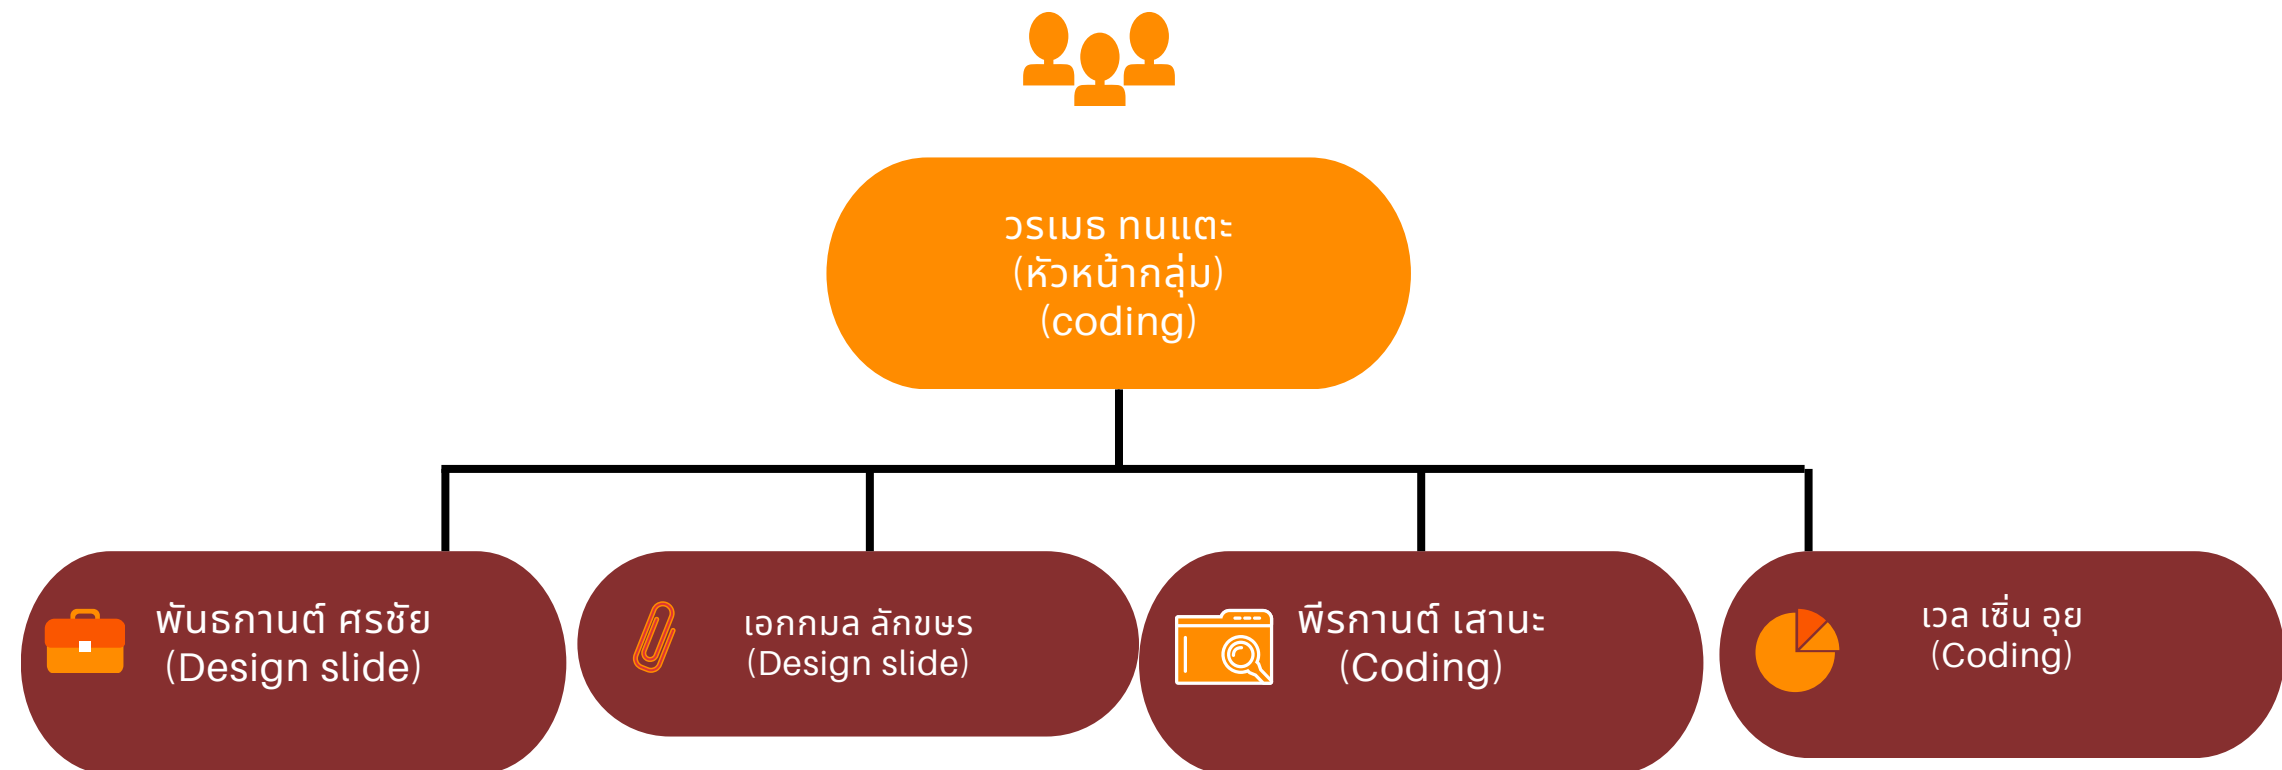 วรเมธ ทนแตะ
(หัวหน้ากลุ่ม)
(coding)
พันธกานต์ ศรชัย
(Design slide)
เอกกมล ลักขษร
(Design slide)
พีรกานต์ เสานะ
(Coding)
เวล เซิ่น อุย
(Coding)